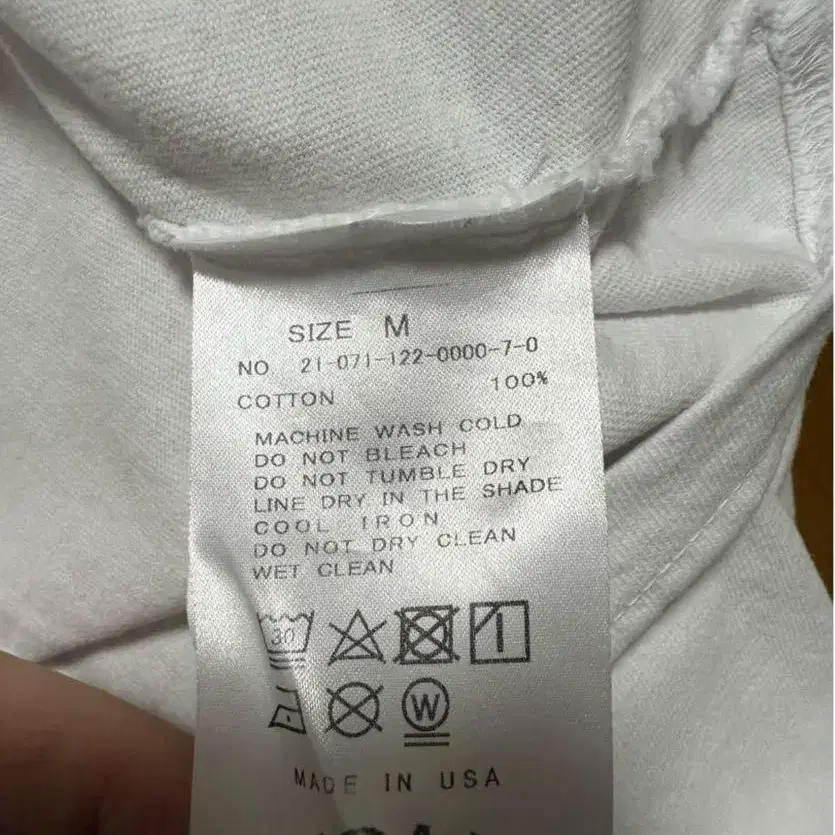 SIZE M
NO 21-071-122-0000-7-0
COTTON 100%
MACHINE WASH COLD
DO NOT BLEACH
DO NOT TUMBLE DRY
LINE DRY IN THE SHADE
COOL IRON
DO NOT DRY CLEAN
WET CLEAN
30
W
MADE IN USA